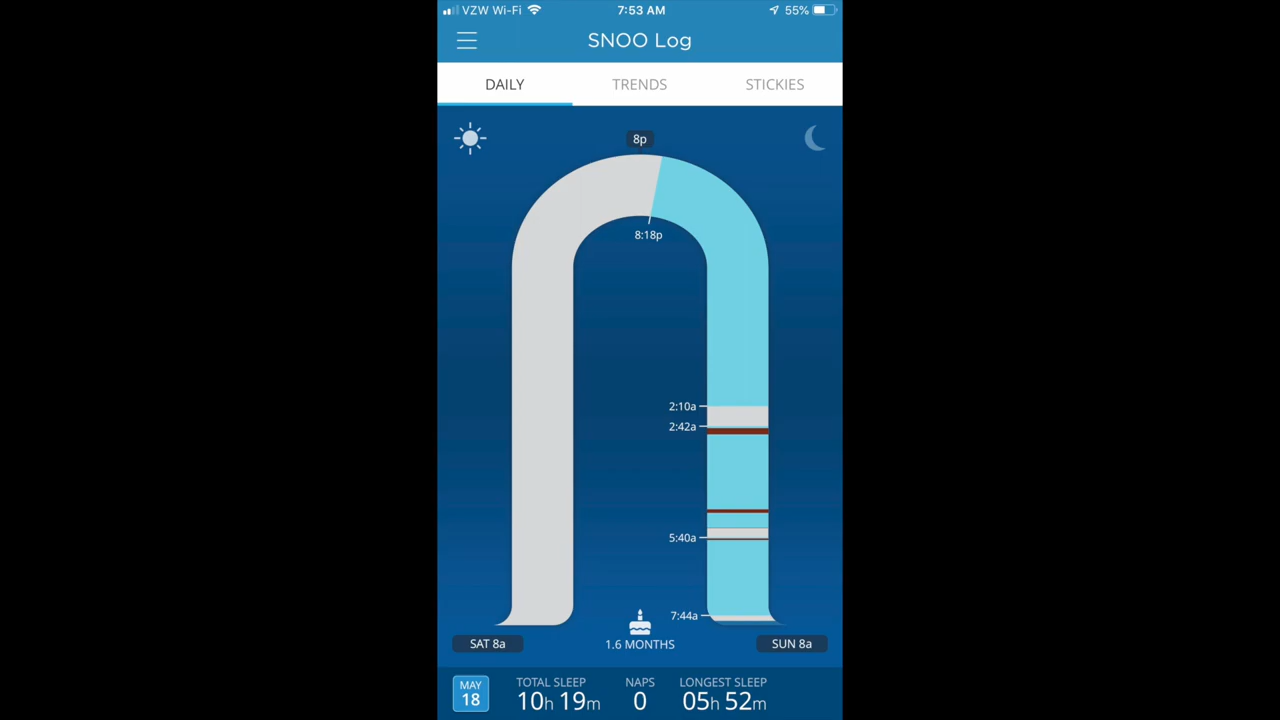 VZW Wi-Fi 7:53 AM 55%
SNOO Log
DAILY TRENDS STICKIES
8p
8:18p
2:10a
2:42a
5:40a
7:44a
1.6 MONTHS
SAT 8a SUN 8a
MAY 18
TOTAL SLEEP NAPS LONGEST SLEEP
10h 19m 0 05h 52m